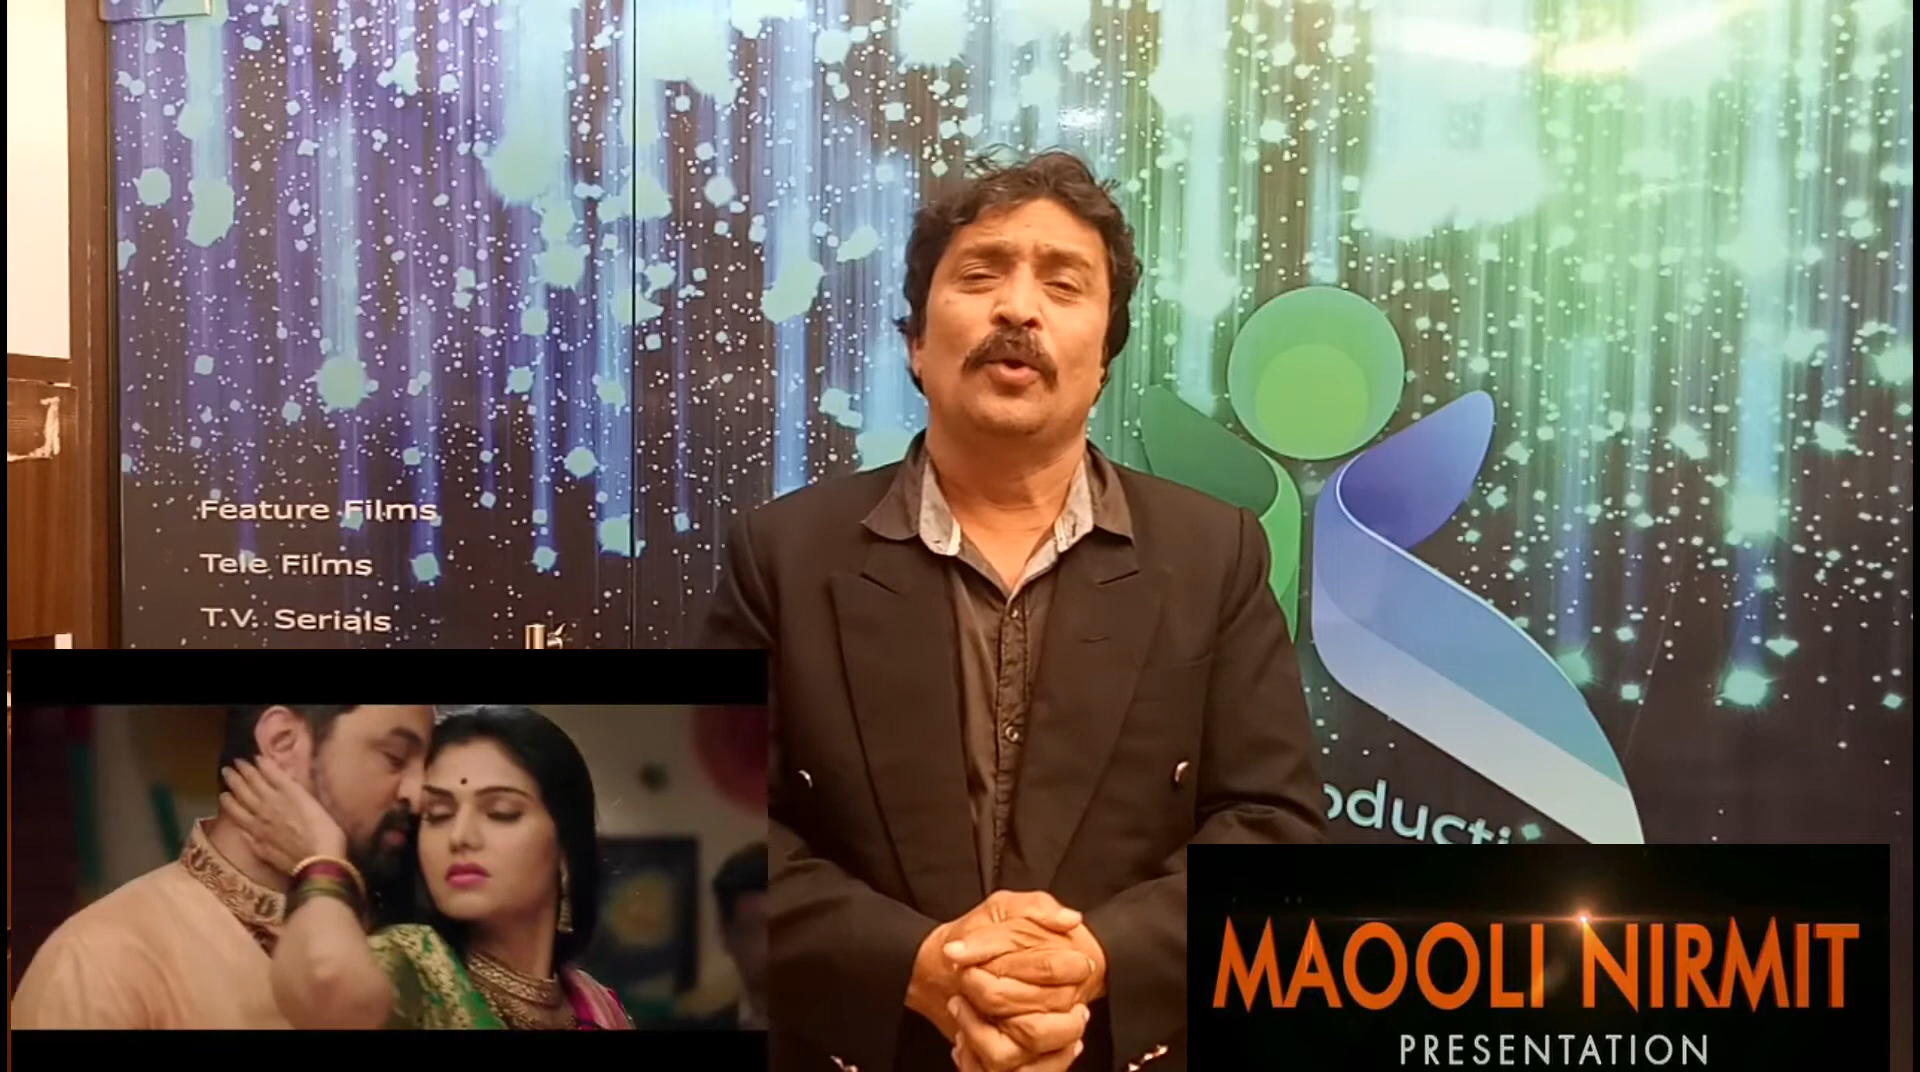 Feature Films
Tele Films
T.V. Serials
MAOOLI NIRMIT
PRESENTATION